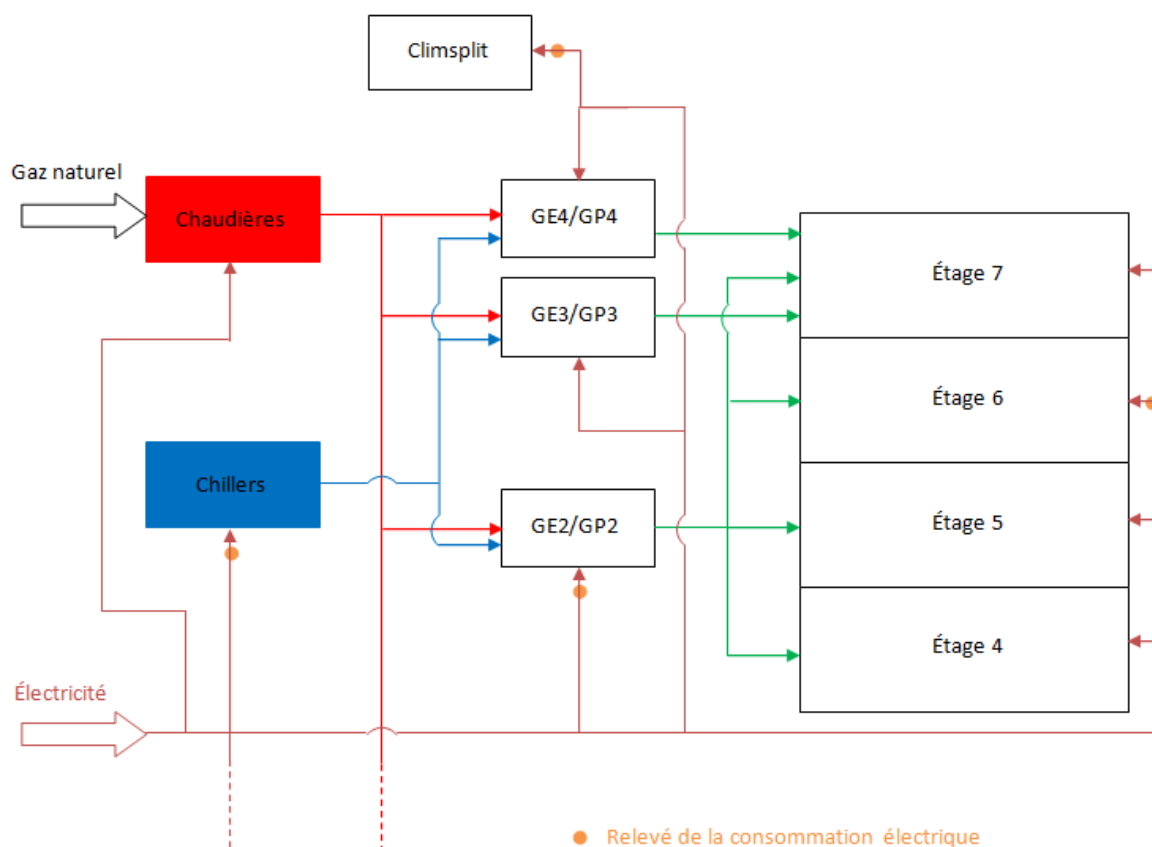 Climsplit
Gaz naturel
Chaudières
GE4/GP4
GE3/GP3
Étage 7
Étage 6
Chillers
GE2/GP2
Étage 5
Étage 4
Électricité
Relevé de la consommation électrique